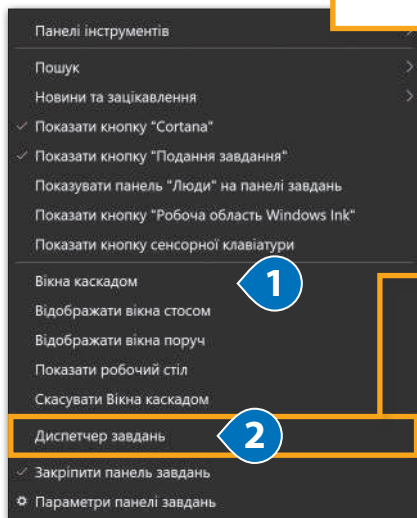 Панелі інструментів
Пошук
Новини та зацікавлення
Показати кнопку "Cortana"
Показати кнопку "Подання завдання"
Показувати панель "Люди" на панелі завдань
Показати кнопку "Робоча область Windows Ink"
Показати кнопку сенсорної клавіатури
Вікна каскадом 1
Відображати вікна стосом
Відображати вікна поруч
Показати робочий стіл
Скасувати Вікна каскадом
Диспетчер завдань 2
Закріпити панель завдань
Параметри панелі завдань